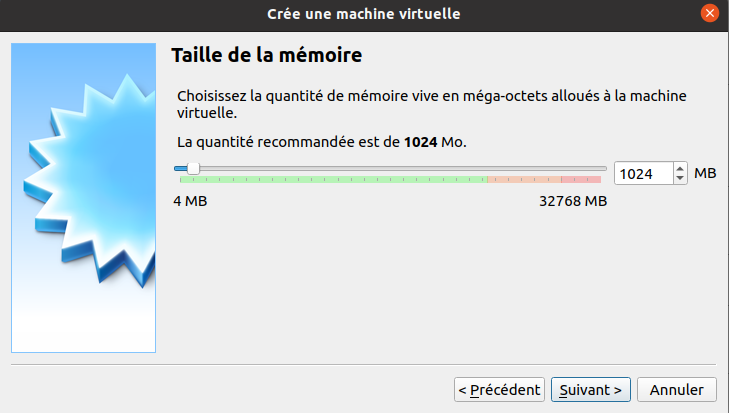 Crée une machine virtuelle
Taille de la mémoire
Choisissez la quantité de mémoire vive en méga-octets alloués à la machine
virtuelle.
La quantité recommandée est de 1024 Mo.
1024 MB
4 MB 32768 MB
< Précédent Suivant > Annuler